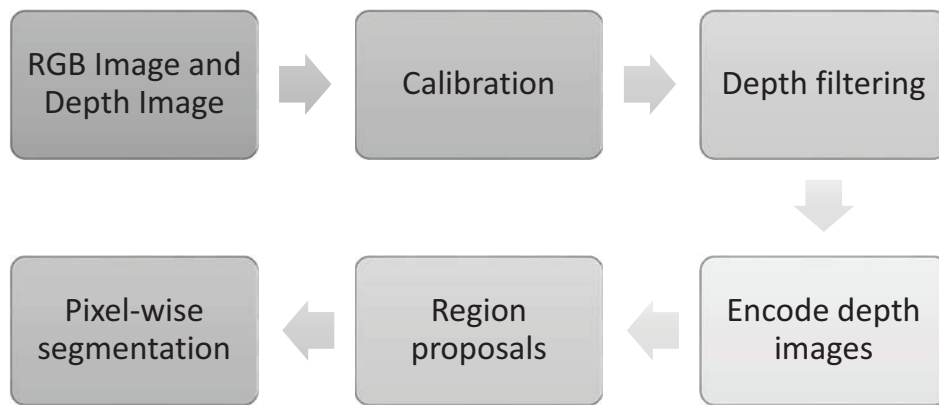 RGB Image and
Depth Image
Calibration
Depth filtering
Encode depth
images
Region
proposals
Pixel-wise
segmentation